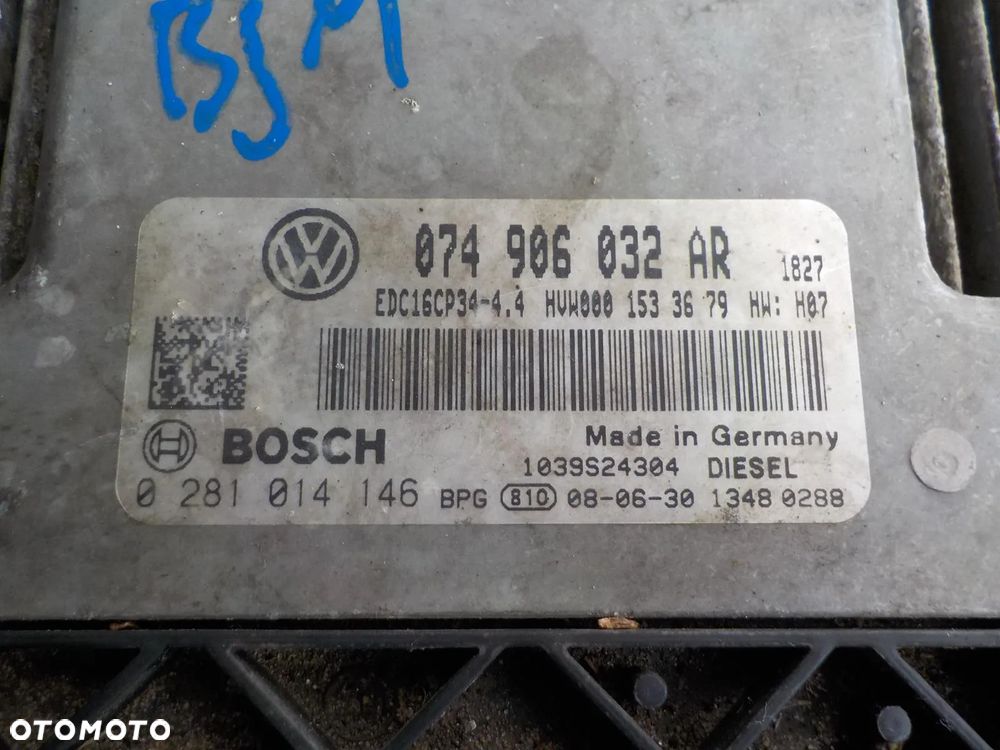 BJM
074 906 032 AR 1827
EDC16CP34-4.4 HVW000 153 36 79 HW: H07
BOSCH
Made in Germany
1039S24304 DIESEL
0 281 014 146 BPG 810 08-06-30 1348 0288
OTOMOTO